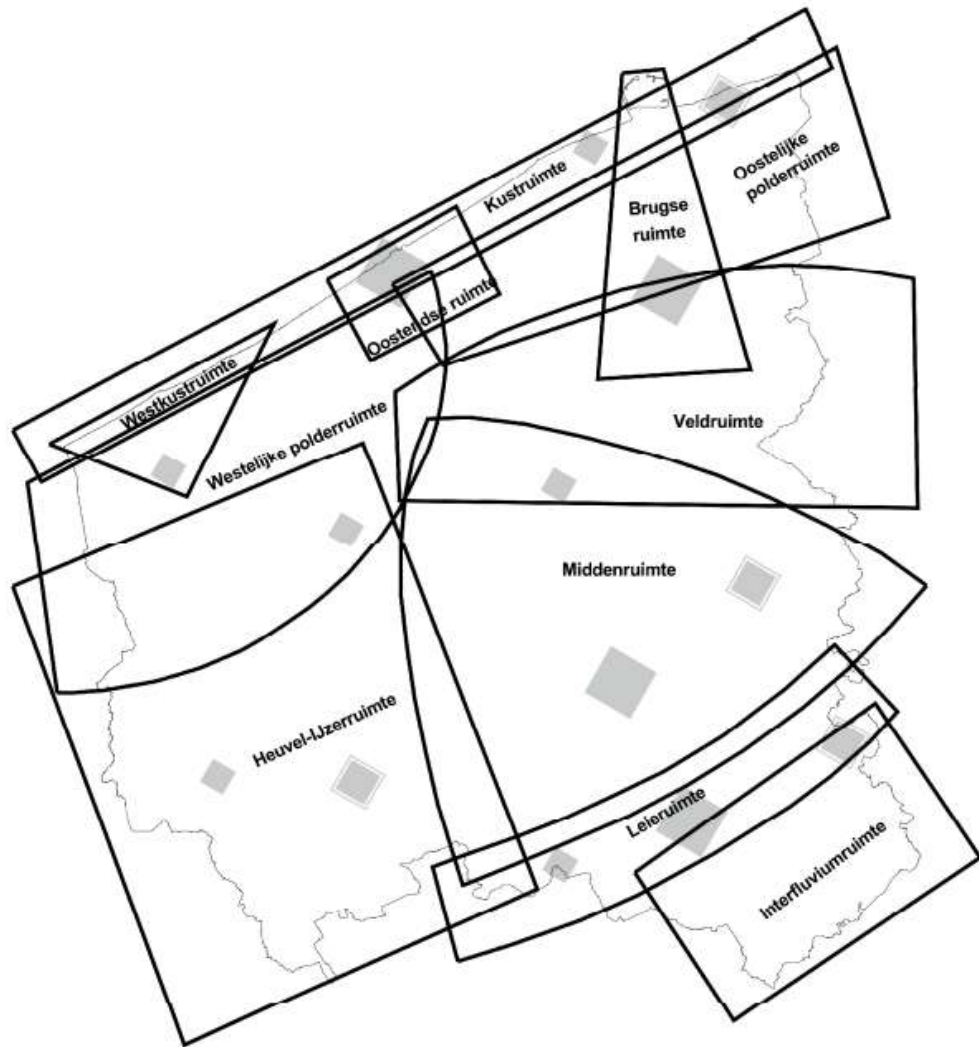 Kustruimte
Oostelijke
polderruimte
Brugse
ruimte
Oostendse ruimte
Westkustruimte
Westelijke polderruimte
Veldruimte
Middenruimte
Heuvel-IJzerruimte
Leieruimte
Interfluviumruimte